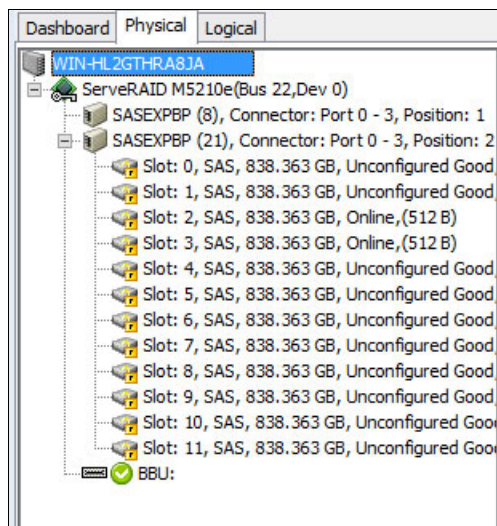 Dashboard Physical Logical
WIN-HL2GTHRA8JA
ServeRAID M5210e(Bus 22,Dev 0)
SASEXPBP (8), Connector: Port 0 - 3, Position: 1
SASEXPBP (21), Connector: Port 0 - 3, Position: 2
Slot: 0, SAS, 838.363 GB, Unconfigured Good,
Slot: 1, SAS, 838.363 GB, Unconfigured Good,
Slot: 2, SAS, 838.363 GB, Online,(512 B)
Slot: 3, SAS, 838.363 GB, Online,(512 B)
Slot: 4, SAS, 838.363 GB, Unconfigured Good,
Slot: 5, SAS, 838.363 GB, Unconfigured Good,
Slot: 6, SAS, 838.363 GB, Unconfigured Good,
Slot: 7, SAS, 838.363 GB, Unconfigured Good,
Slot: 8, SAS, 838.363 GB, Unconfigured Good,
Slot: 9, SAS, 838.363 GB, Unconfigured Good,
Slot: 10, SAS, 838.363 GB, Unconfigured Goo
Slot: 11, SAS, 838.363 GB, Unconfigured Goo
BBU: